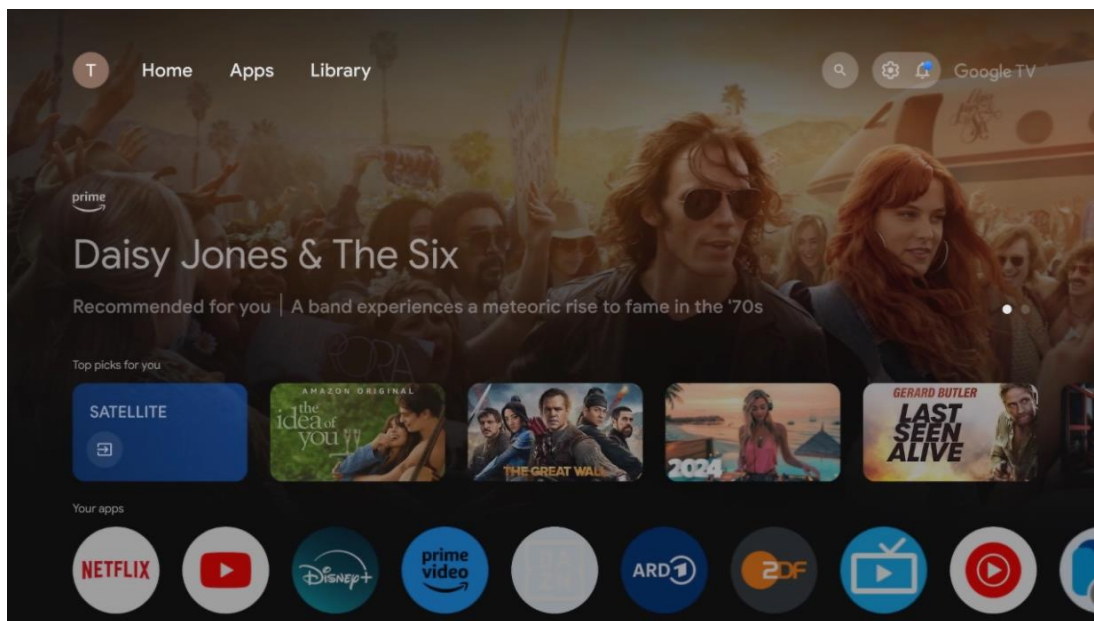 T Home Apps Library Google TV
prime
Daisy Jones & The Six
Recommended for you | A band experiences a meteoric rise to fame in the '70s
Top picks for you
SATELLITE
AMAZON ORIGINAL
the
idea of
you
THE GREAT WALL
2024
GERARD BUTLER
LAST
SEEN
ALIVE
Your apps
NETFLIX
Disney+
prime
video
ARD 1
ZDF